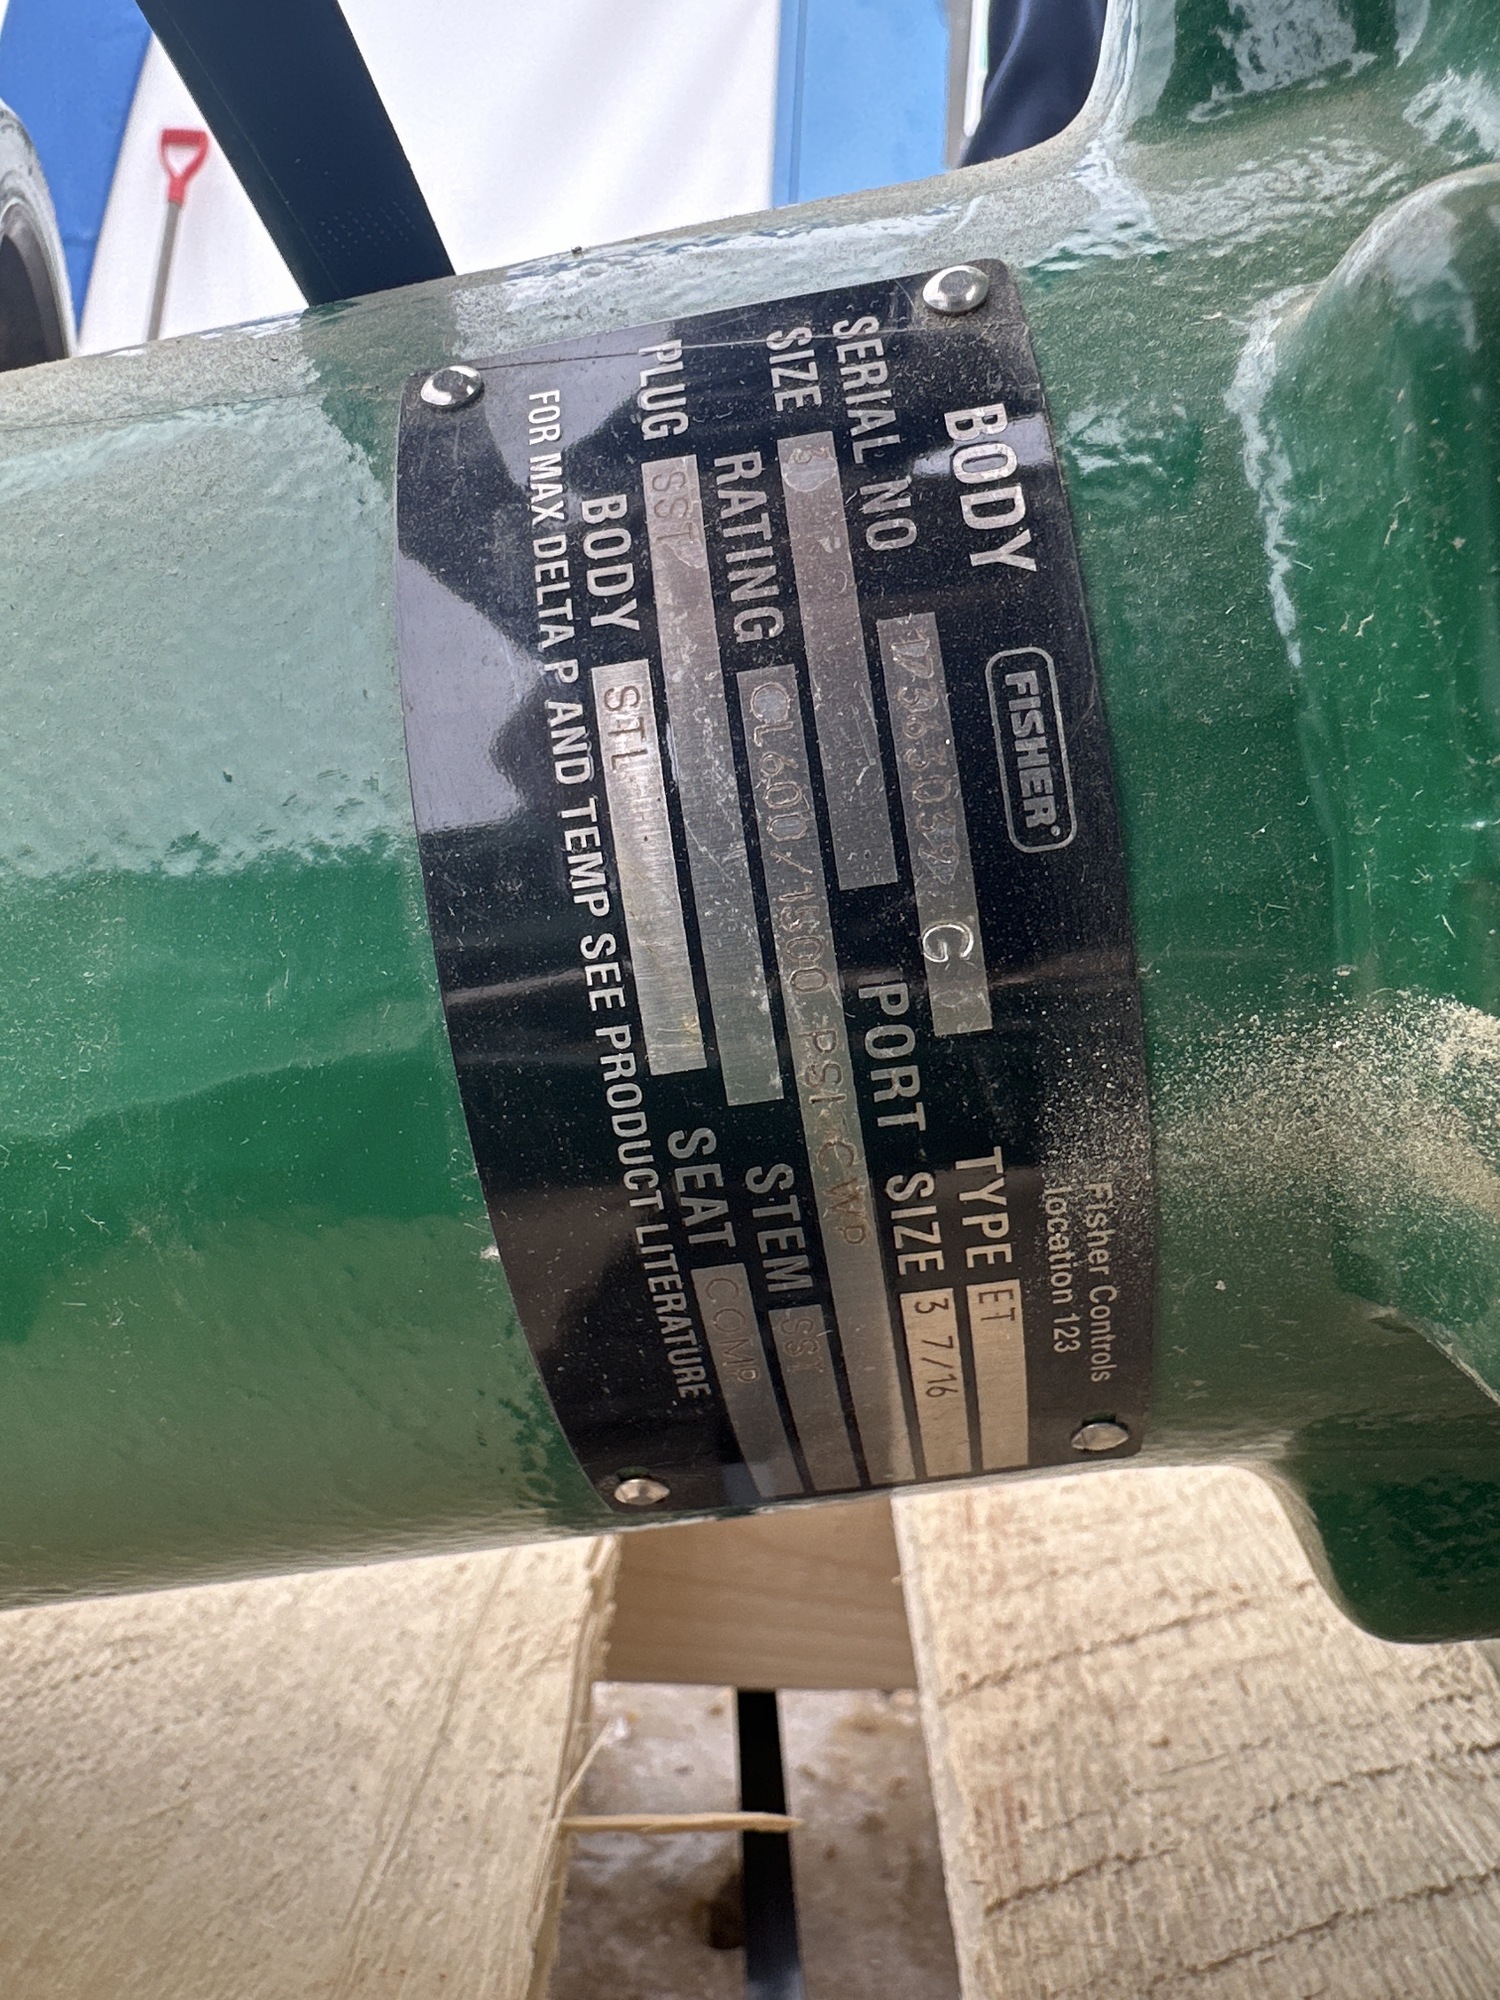 BODY FISHER® Fisher Controls
location 123
SERIAL NO G TYPE ET
SIZE 3 PORT SIZE 3 7/16
RATING CL600/1500 PSI CWP
PLUG SST STEM SST
BODY STL SEAT COMP
FOR MAX DELTA P AND TEMP SEE PRODUCT LITERATURE